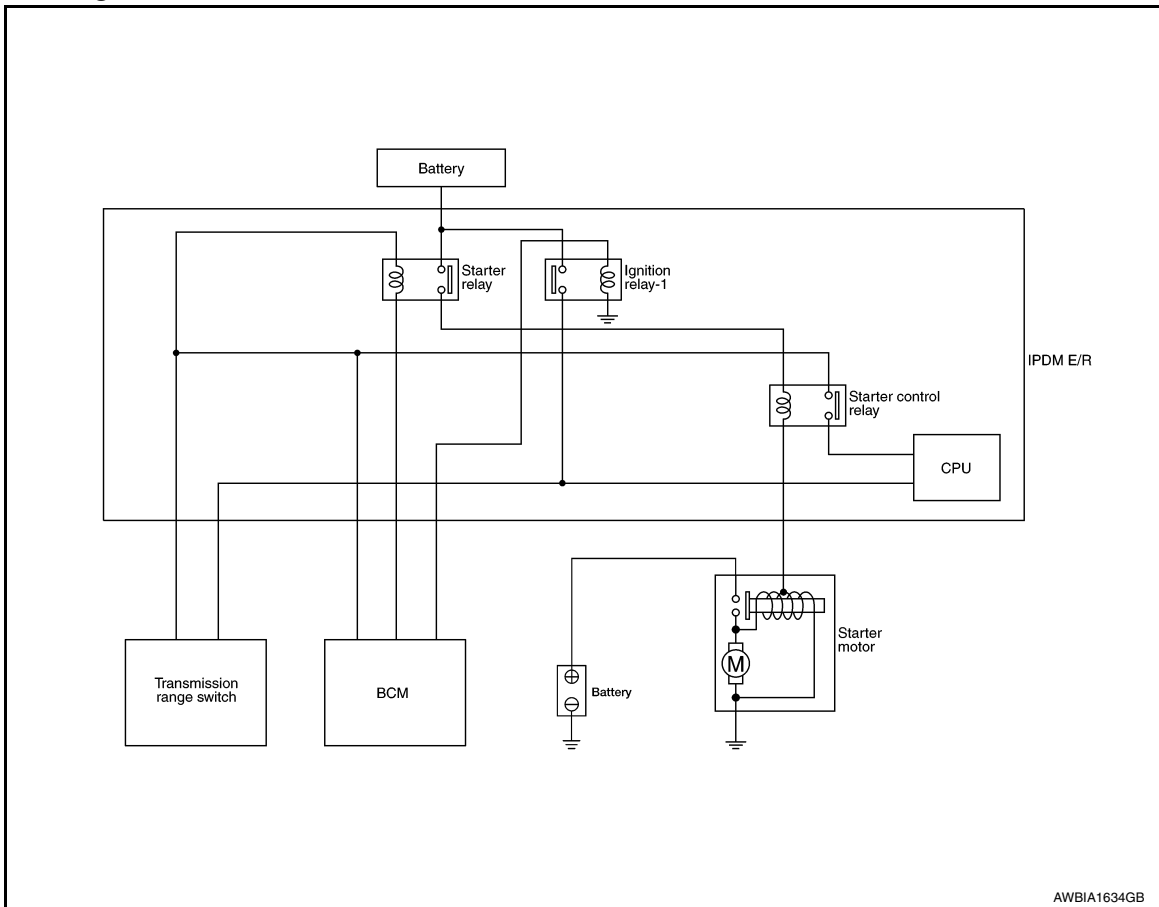 Battery
Starter
relay
Ignition
relay-1
IPDM E/R
Starter control
relay
CPU
Transmission
range switch
BCM
Battery
M
Starter
motor
AWBIA1634GB